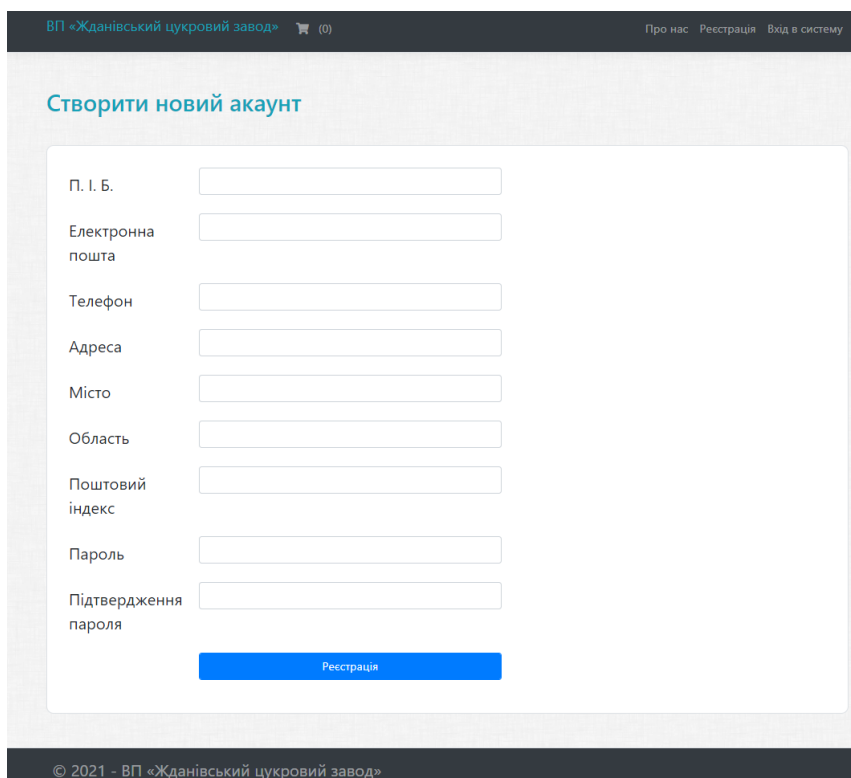 ВП «Жданівський цукровий завод» (0) Про нас Реєстрація Вхід в систему
Створити новий акаунт
П. І. Б.
Електронна
пошта
Телефон
Адреса
Місто
Область
Поштовий
індекс
Пароль
Підтвердження
пароля
Реєстрація
© 2021 - ВП «Жданівський цукровий завод»